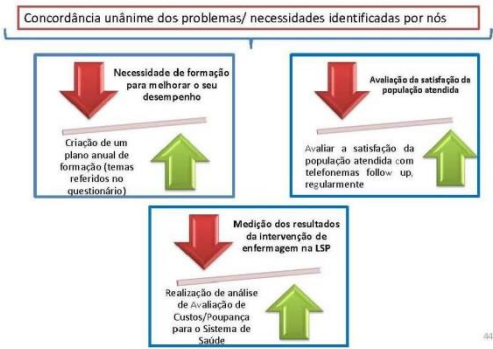 Concordância unânime dos problemas/ necessidades identificadas por nós
Necessidade de formação
para melhorar o seu
desempenho
Criação de um
plano anual de
formação (temas
referidos no
questionário)
Avaliação da satisfação da
população atendida
Avaliar a satisfação da
população atendida com
telefonemas follow up,
regularmente
Medição dos resultados
da intervenção de
enfermagem na LSP
Realização de análise
de Avaliação de
Custos/Poupança
para o Sistema de
Saúde
44